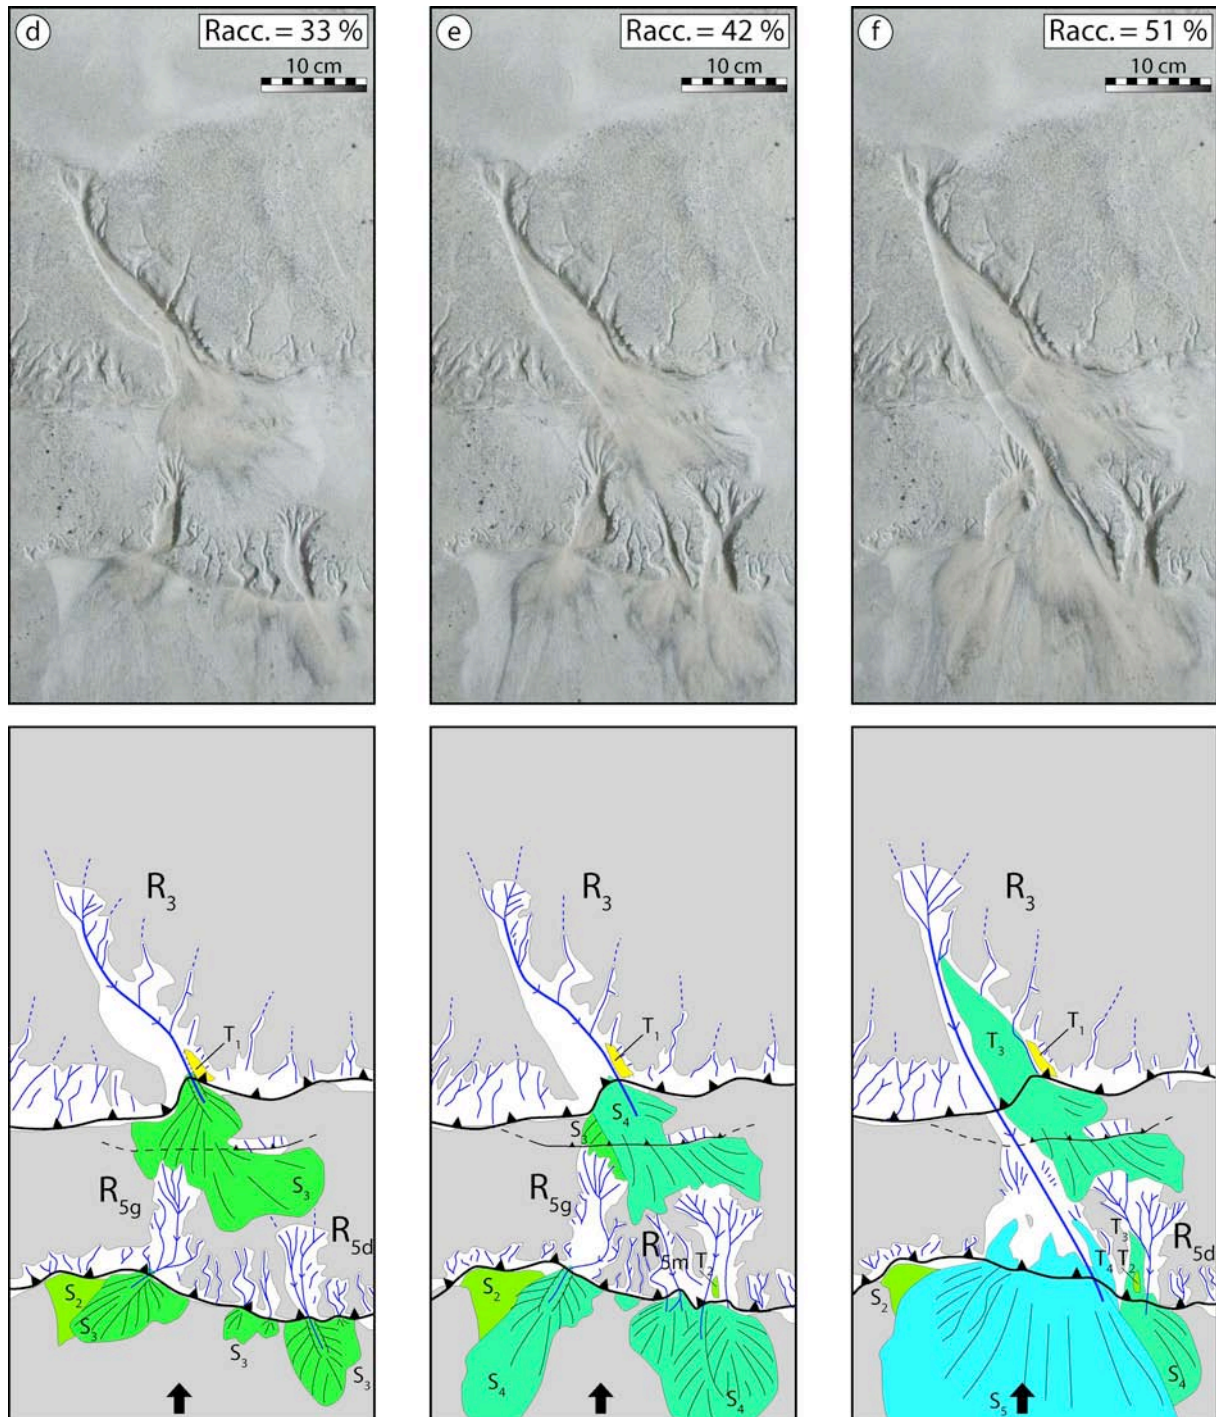 d
Racc. = 33 %
10 cm
e
Racc. = 42 %
10 cm
f
Racc. = 51 %
10 cm
R₃
T₁
S₃
R₅g
R₅d
S₂
S₃
S₃
S₃
R₃
T₁
S₄
S₃
R₅g
R₅m
T₂
S₂
S₄
S₄
R₃
T₁
T₃
T₃
R₅d
T₄
T₂
S₂
S₄
S₅